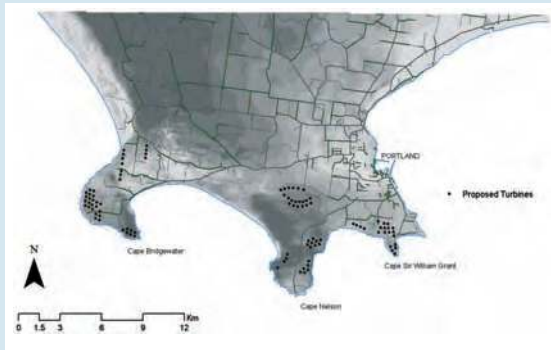 PORTLAND
Proposed Turbines
N
Cape Bridgewater
Cape Sir William Grant
Cape Nelson
Km
0 1.5 3 6 9 12